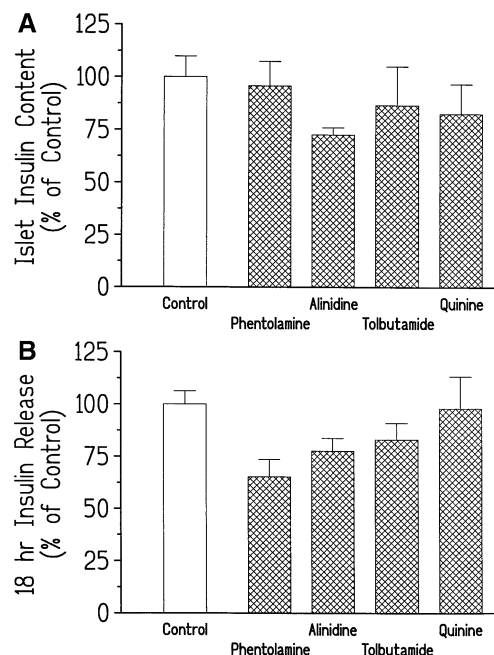 A
Islet Insulin Content
(% of Control)
125
100
75
50
25
0
Control
Phentolamine
Alinidine
Tolbutamide
Quinine
B
18 hr Insulin Release
(% of Control)
125
100
75
50
25
0
Control
Phentolamine
Alinidine
Tolbutamide
Quinine